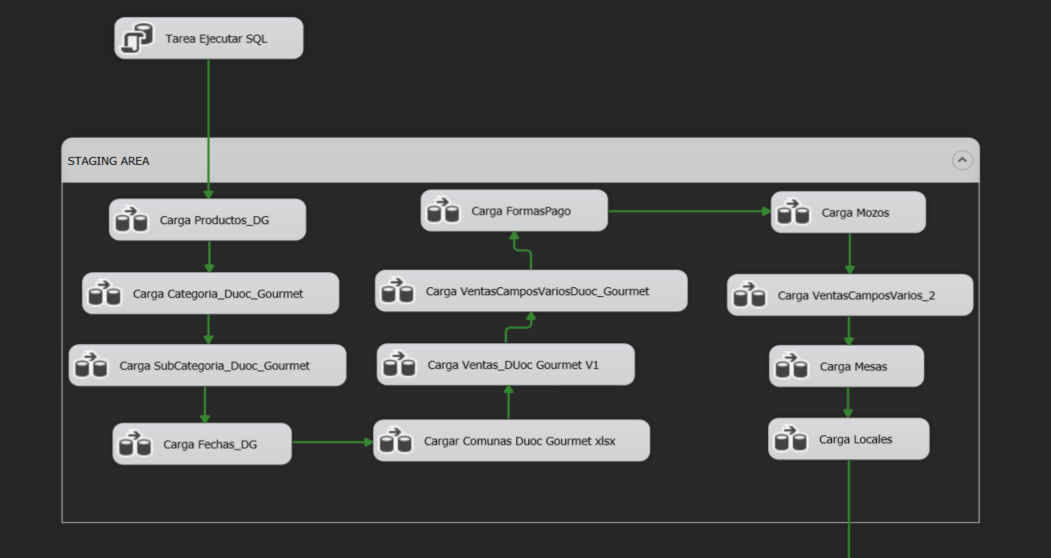 Tarea Ejecutar SQL
STAGING AREA
Carga Productos_DG
Carga Categoria_Duoc_Gourmet
Carga SubCategoria_Duoc_Gourmet
Carga Fechas_DG
Cargar Comunas Duoc Gourmet xlsx
Carga Ventas_DUoc Gourmet V1
Carga VentasCamposVariosDuoc_Gourmet
Carga FormasPago
Carga Mozos
Carga VentasCamposVarios_2
Carga Mesas
Carga Locales